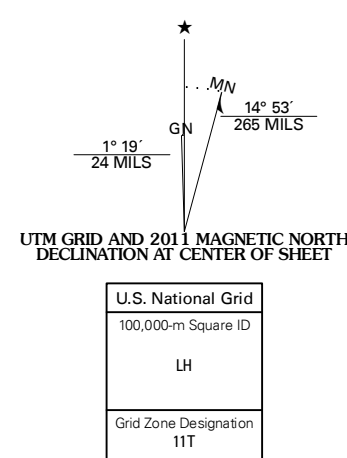 ★
MN
GN
14° 53´
265 MILS
1° 19´
24 MILS
UTM GRID AND 2011 MAGNETIC NORTH
DECLINATION AT CENTER OF SHEET
U.S. National Grid
100,000-m Square ID
LH
Grid Zone Designation
11T